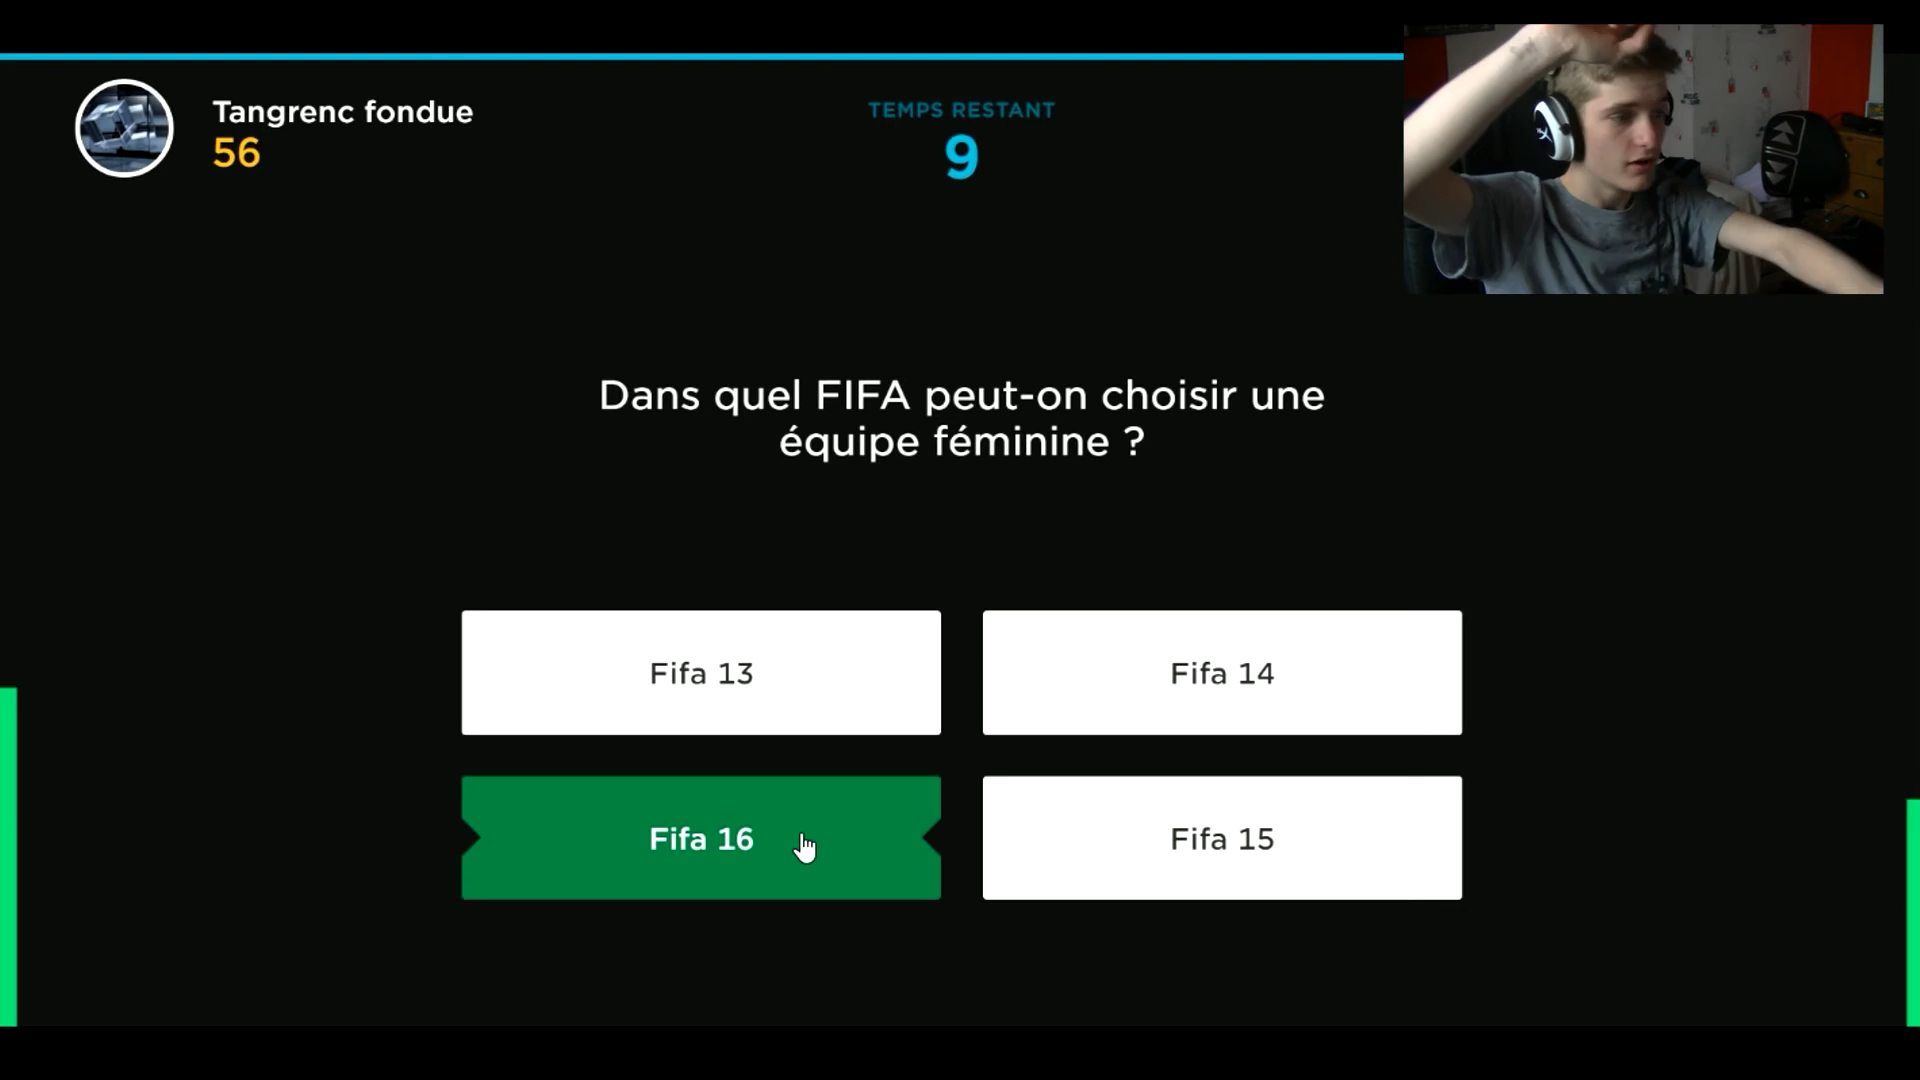 Tangrenc fondue
56
TEMPS RESTANT
9
Dans quel FIFA peut-on choisir une
équipe féminine ?
Fifa 13
Fifa 14
Fifa 16
Fifa 15